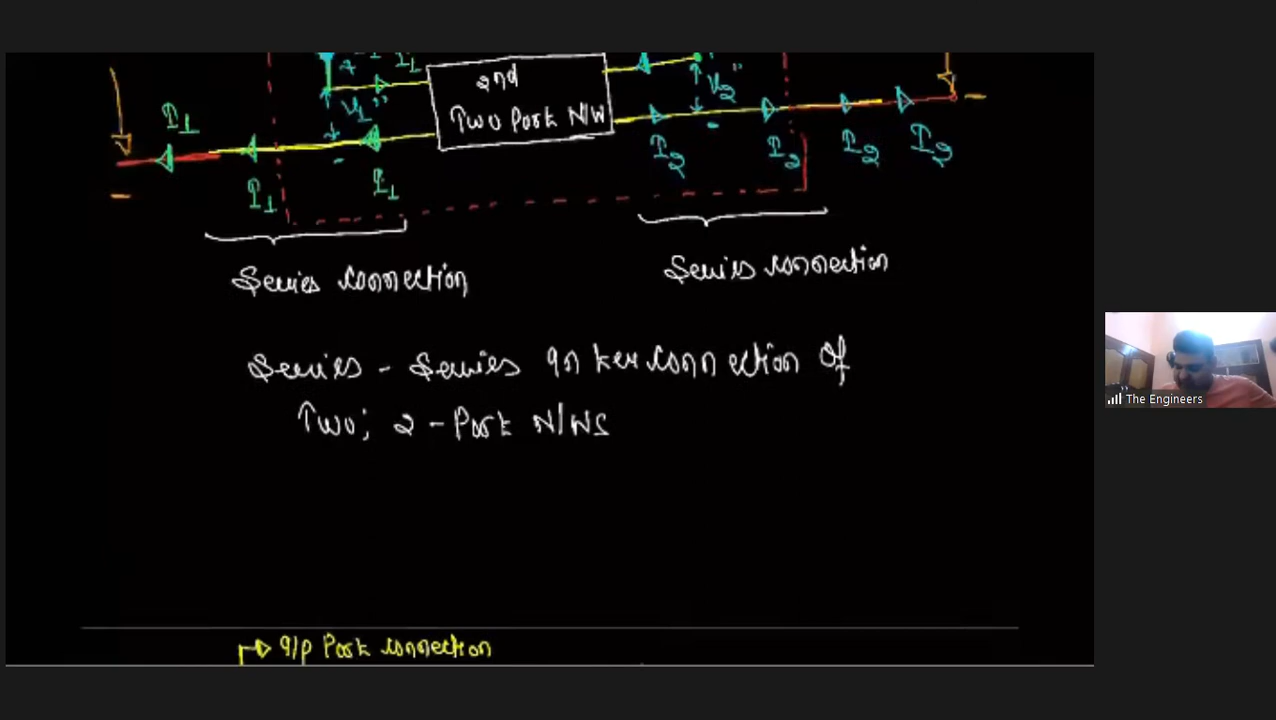 I1
2nd
V1''
V2''
Two Port N/W
I1
I2
I2
I2
I2
I1
I1
Series connection
Series connection
Series - Series Interconnection of
Two; 2 - Port N/WS
The Engineers
I/p Port connection